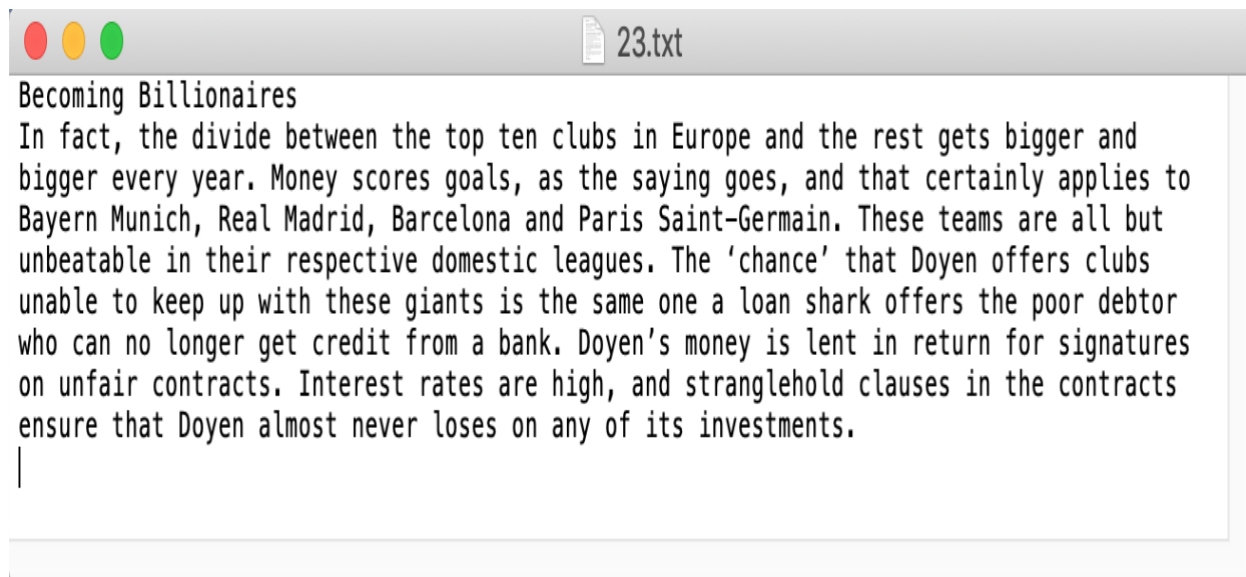 23.txt
Becoming Billionaires
In fact, the divide between the top ten clubs in Europe and the rest gets bigger and
bigger every year. Money scores goals, as the saying goes, and that certainly applies to
Bayern Munich, Real Madrid, Barcelona and Paris Saint–Germain. These teams are all but
unbeatable in their respective domestic leagues. The ‘chance’ that Doyen offers clubs
unable to keep up with these giants is the same one a loan shark offers the poor debtor
who can no longer get credit from a bank. Doyen’s money is lent in return for signatures
on unfair contracts. Interest rates are high, and stranglehold clauses in the contracts
ensure that Doyen almost never loses on any of its investments.